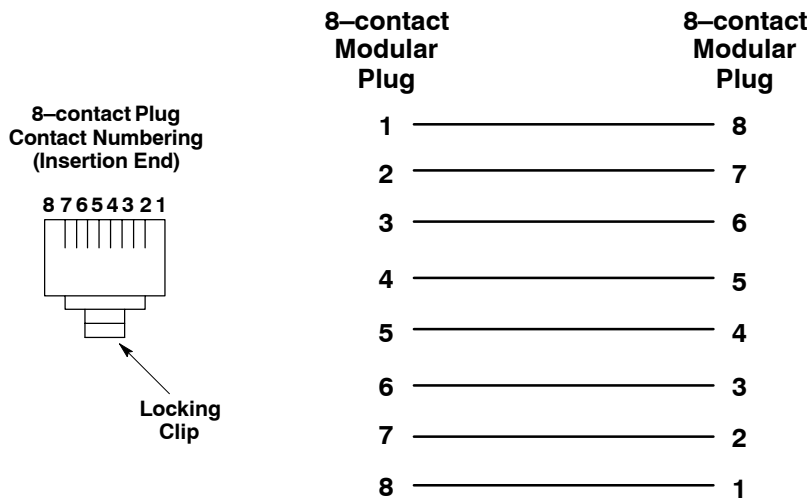 8–contact Plug
Contact Numbering
(Insertion End)
8 7 6 5 4 3 2 1
Locking
Clip
8–contact
Modular
Plug
8–contact
Modular
Plug
1 8
2 7
3 6
4 5
5 4
6 3
7 2
8 1